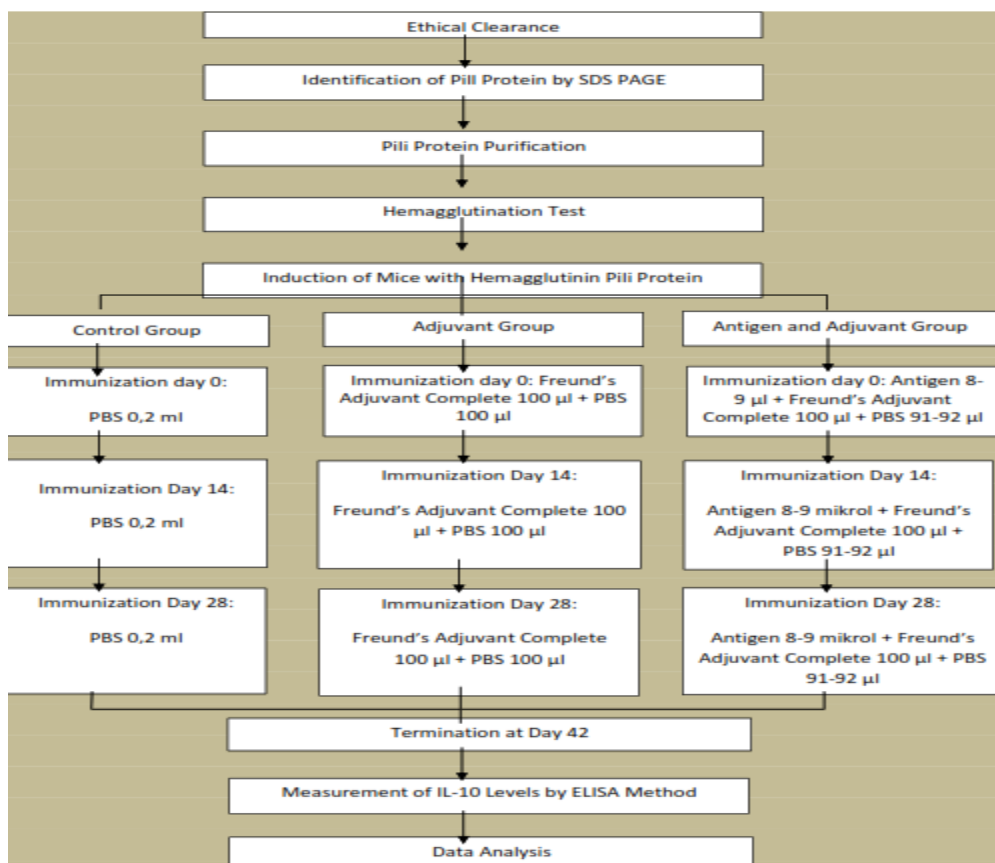 Ethical Clearance
Identification of Pill Protein by SDS PAGE
Pili Protein Purification
Hemagglutination Test
Induction of Mice with Hemagglutinin Pili Protein
Control Group
Adjuvant Group
Antigen and Adjuvant Group
Immunization day 0:
PBS 0,2 ml
Immunization day 0: Freund's
Adjuvant Complete 100 µl + PBS
100 µl
Immunization day 0: Antigen 8-
9 µl + Freund's Adjuvant
Complete 100 µl + PBS 91-92 µl
Immunization Day 14:
PBS 0,2 ml
Immunization Day 14:
Freund's Adjuvant Complete 100
µl + PBS 100 µl
Immunization Day 14:
Antigen 8-9 mikrol + Freund's
Adjuvant Complete 100 µl +
PBS 91-92 µl
Immunization Day 28:
PBS 0,2 ml
Immunization Day 28:
Freund's Adjuvant Complete
100 µl + PBS 100 µl
Immunization Day 28:
Antigen 8-9 mikrol + Freund's
Adjuvant Complete 100 µl + PBS
91-92 µl
Termination at Day 42
Measurement of IL-10 Levels by ELISA Method
Data Analysis